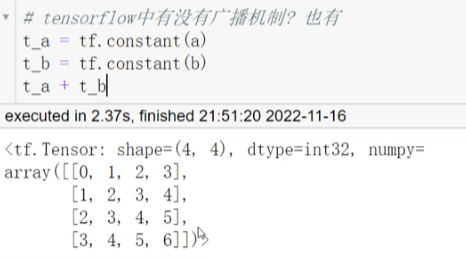 # tensorflow中有没有广播机制？也有
t_a = tf.constant(a)
t_b = tf.constant(b)
t_a + t_b
executed in 2.37s, finished 21:51:20 2022-11-16
<tf.Tensor: shape=(4, 4), dtype=int32, numpy=
array([[0, 1, 2, 3],
[1, 2, 3, 4],
[2, 3, 4, 5],
[3, 4, 5, 6]])>